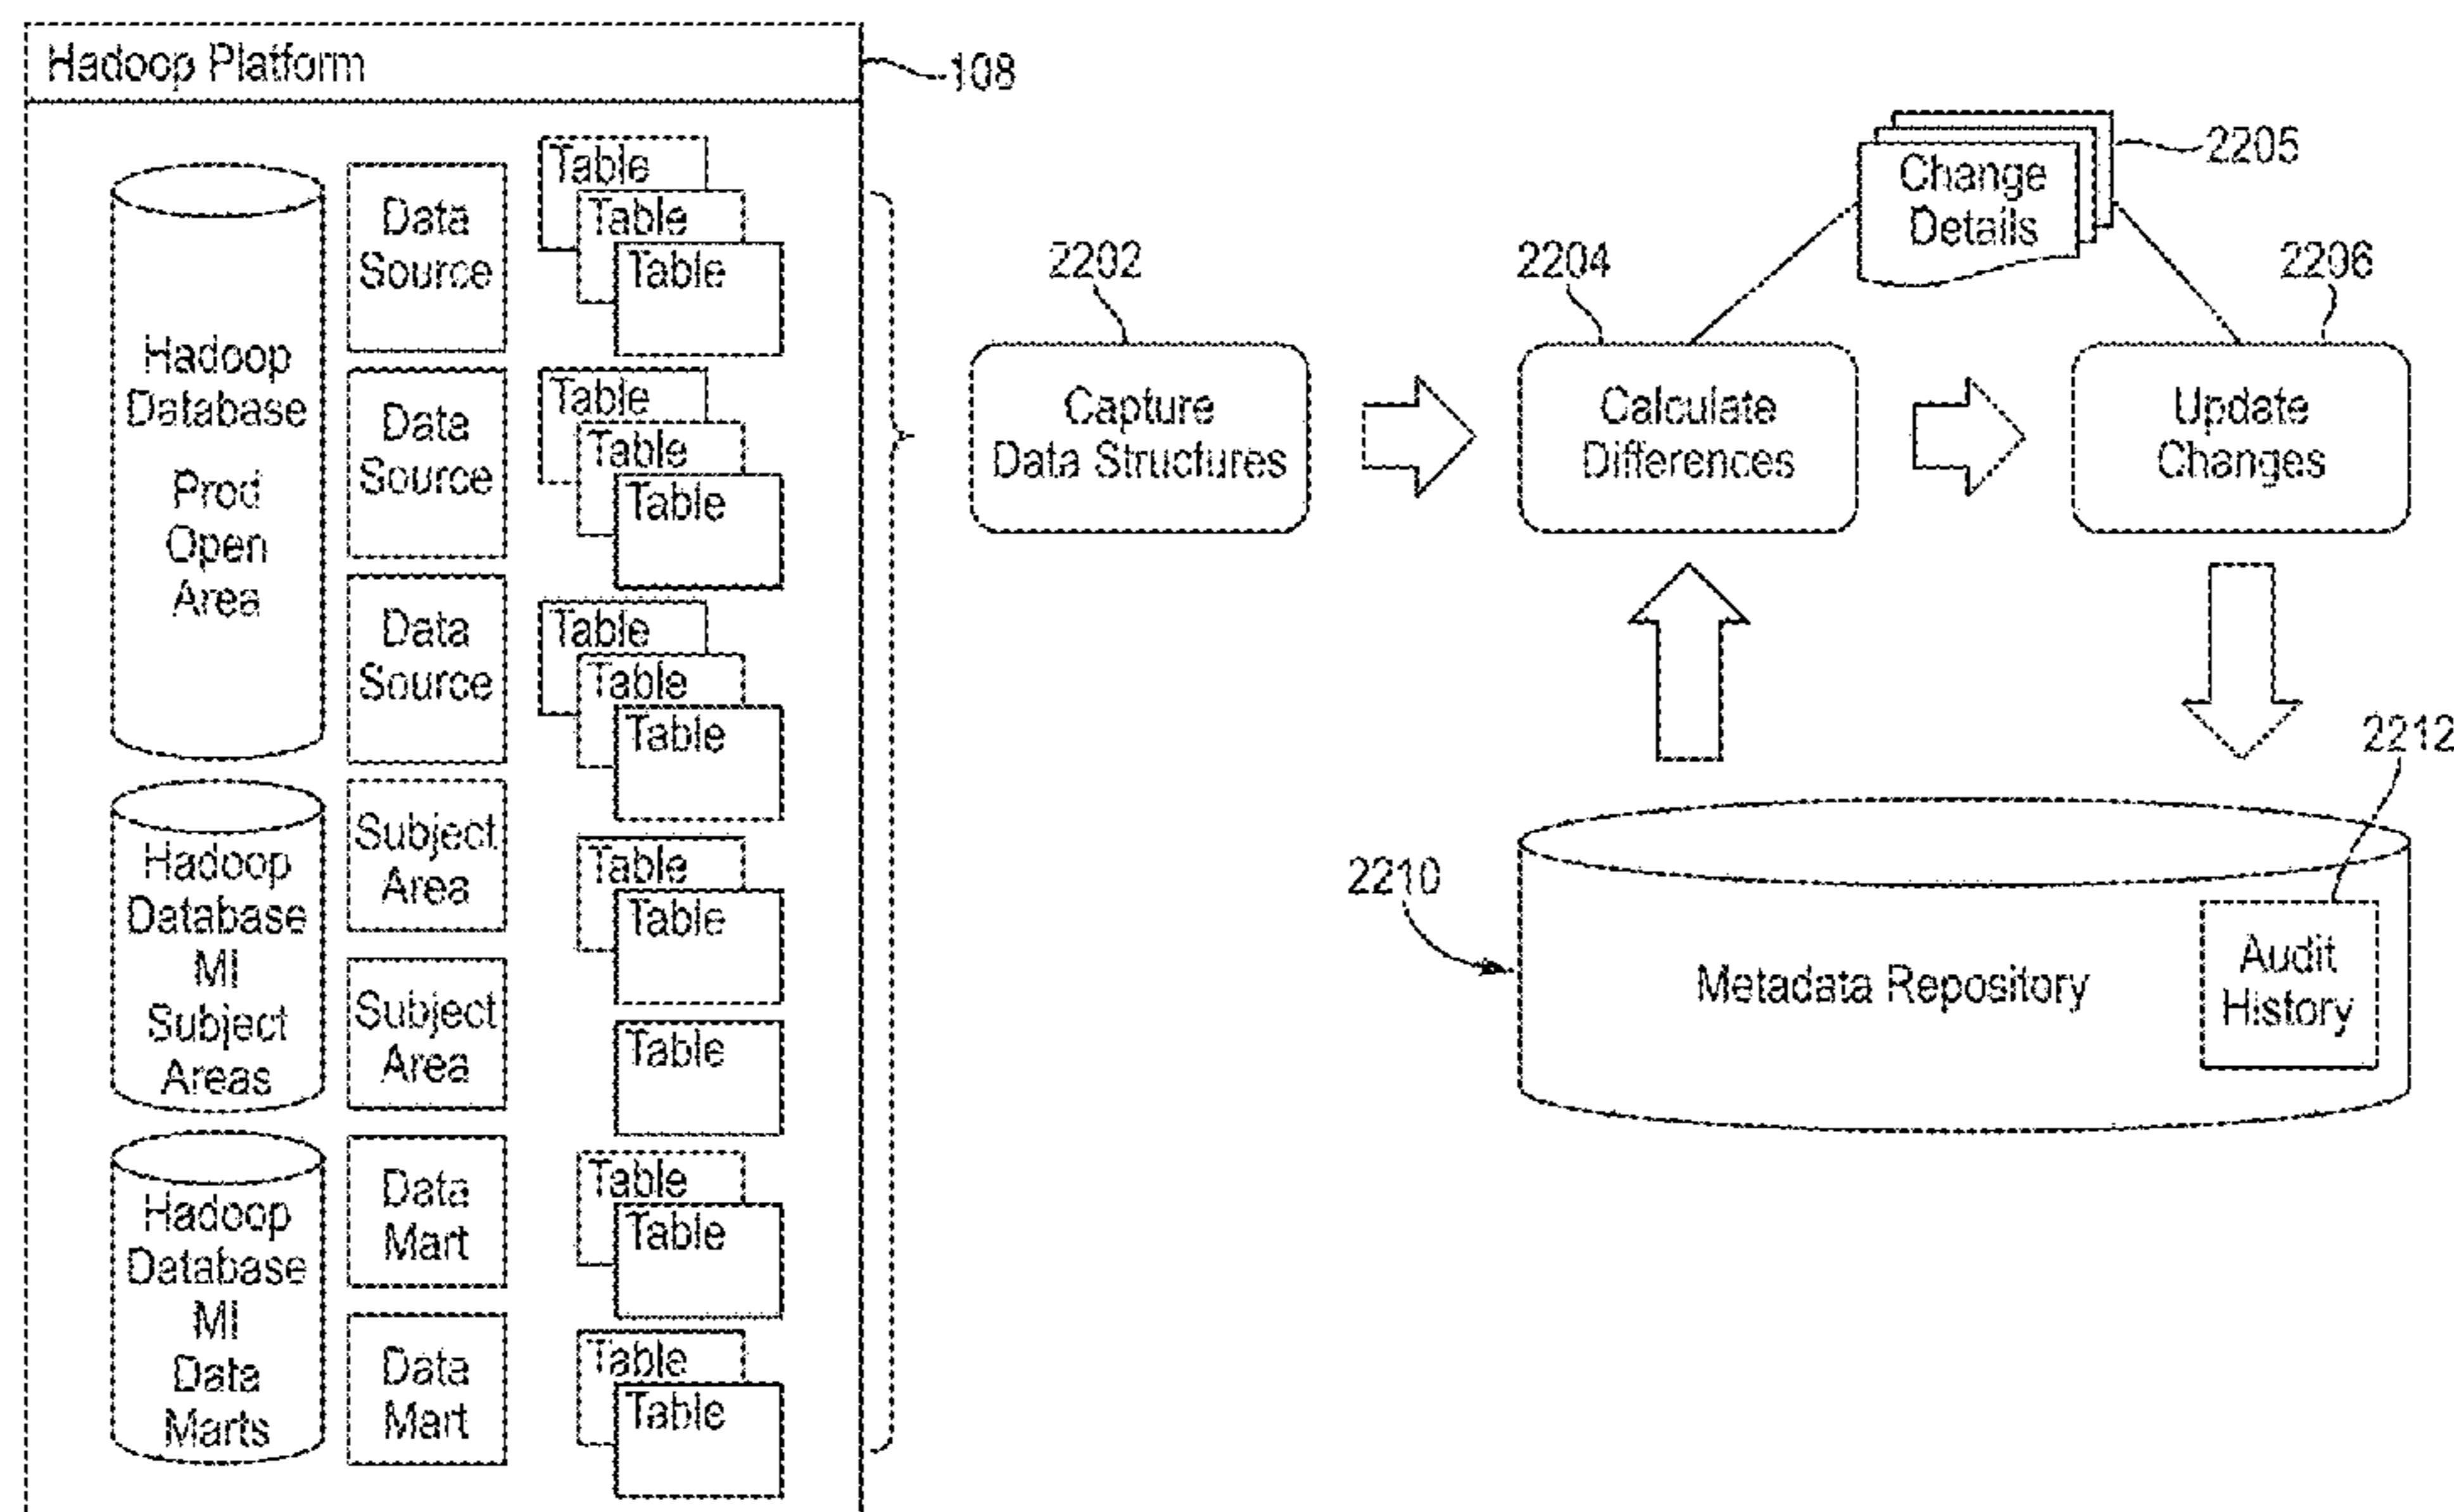 Hadoop Platform
108
Hadoop
Database
Prod
Open
Area
Data
Source
Table
Table
Table
Data
Source
Table
Table
Table
Data
Source
Table
Table
Table
Hadoop
Database
MI
Subject
Areas
Subject
Area
Table
Table
Subject
Area
Table
Hadoop
Database
MI
Data
Marts
Data
Mart
Table
Table
Data
Mart
Table
Table
2202
Capture
Data Structures
2204
Calculate
Differences
Change
Details
2205
2206
Update
Changes
2210
Metadata Repository
2212
Audit
History